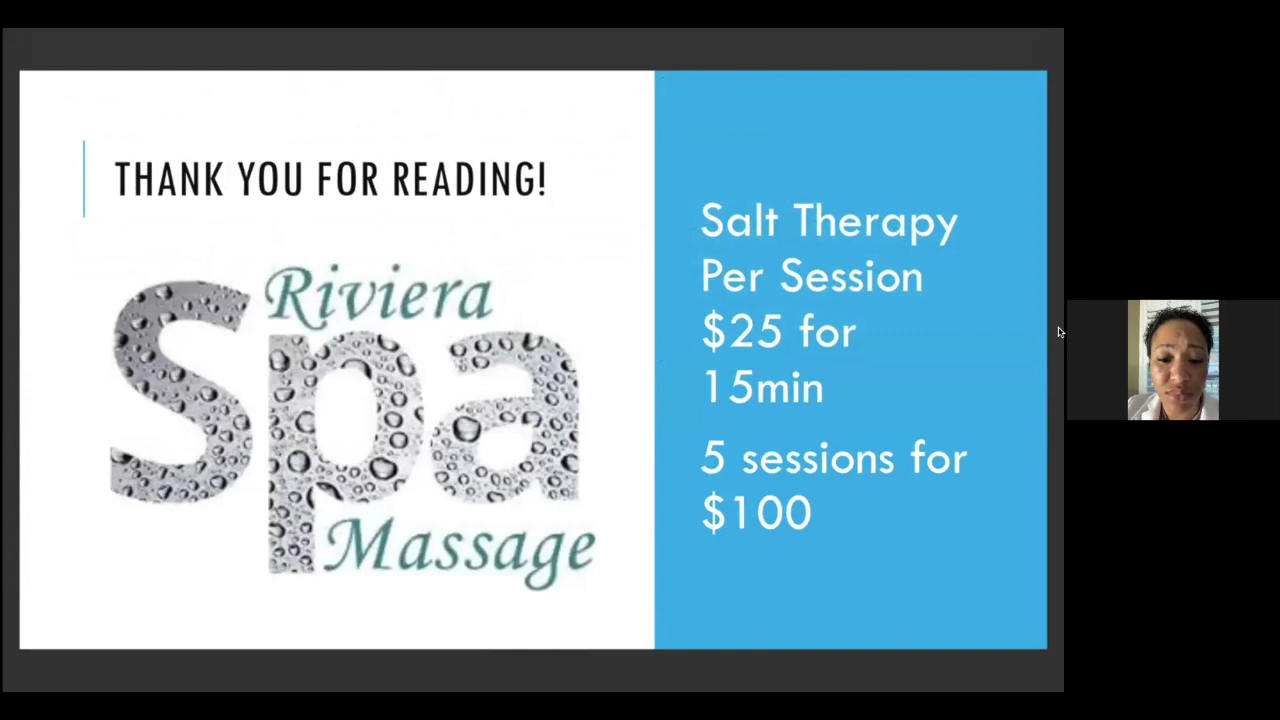 THANK YOU FOR READING!
Riviera
Spa
Massage
Salt Therapy
Per Session
$25 for
15min
5 sessions for
$100